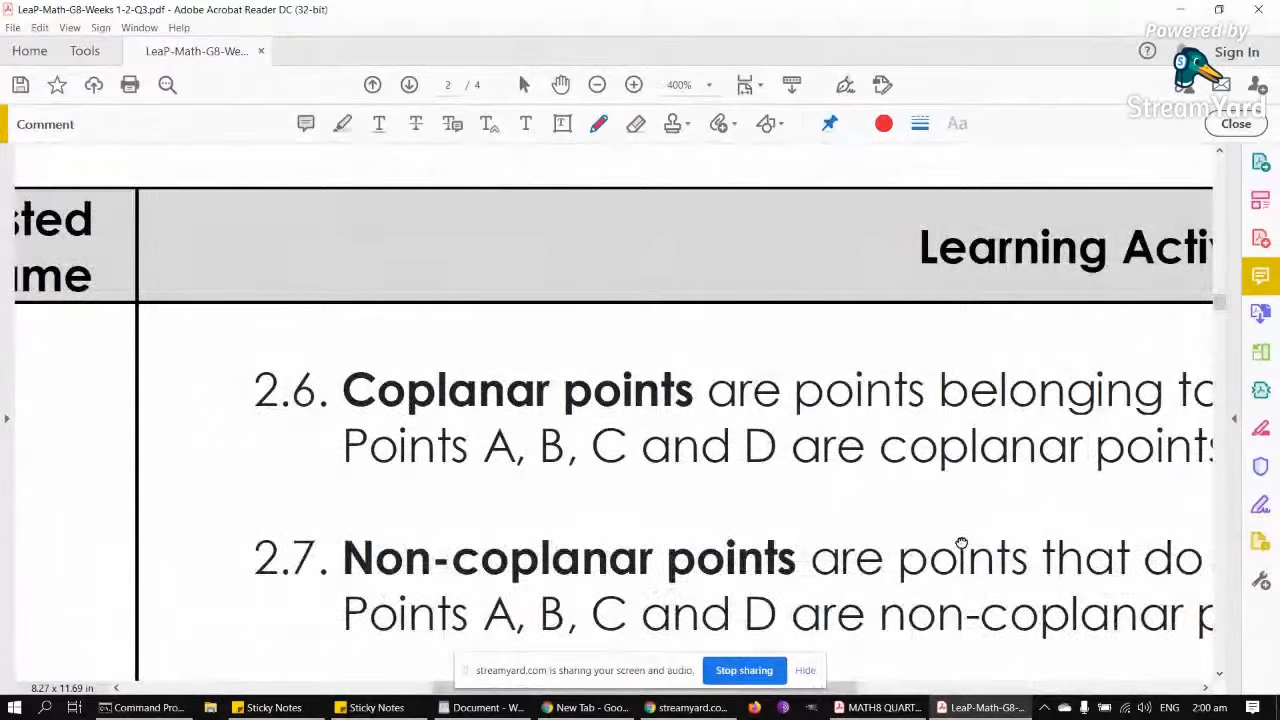 LeaP-Math-G8-Weeks 1-2-Q3.pdf - Adobe Acrobat Reader DC (32-bit)
File Edit View Sign Window Help
Powered by
StreamYard
Home Tools LeaP-Math-G8-We... × Sign In
2 / 4 400%
Comment Aa Close
sted
ame
Learning Activ
2.6. Coplanar points are points belonging to
Points A, B, C and D are coplanar points
2.7. Non-coplanar points are points that do
Points A, B, C and D are non-coplanar p
streamyard.com is sharing your screen and audio. Stop sharing Hide
8.27 x 11.69 in
Command Pro... Sticky Notes Sticky Notes Document - W... New Tab - Goo... streamyard.co... MATH8 QUART... LeaP-Math-G8-... ENG 2:00 am